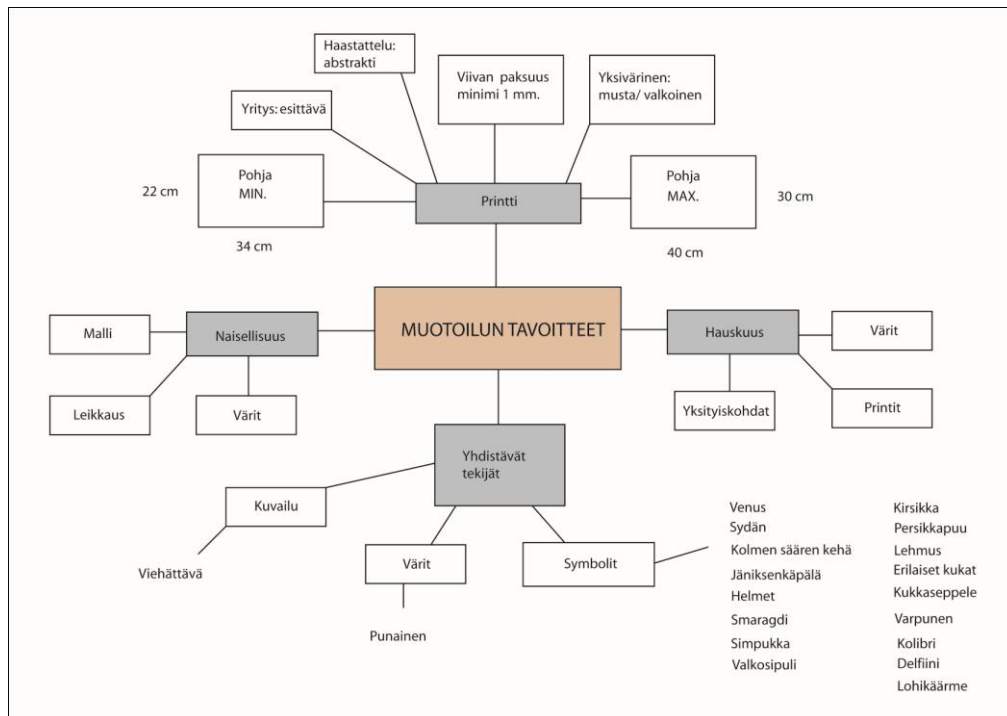 Haastattelu:
abstrakti
Viivan paksuus
minimi 1 mm.
Yksivärinen:
musta/ valkoinen
Yritys: esittävä
Pohja
MIN.
22 cm
34 cm
Printti
Pohja
MAX.
30 cm
40 cm
MUOTOILUN TAVOITTEET
Malli
Naisellisuus
Leikkaus
Värit
Hauskuus
Värit
Yksityiskohdat
Printit
Yhdistävät
tekijät
Kuvailu
Viehättävä
Värit
Punainen
Symbolit
Venus
Sydän
Kolmen säären kehä
Jäniksenkäpälä
Helmet
Smaragdi
Simpukka
Valkosipuli
Kirsikka
Persikkapuu
Lehmus
Erilaiset kukat
Kukkaseppele
Varpunen
Kolibri
Delfiini
Lohikäärme